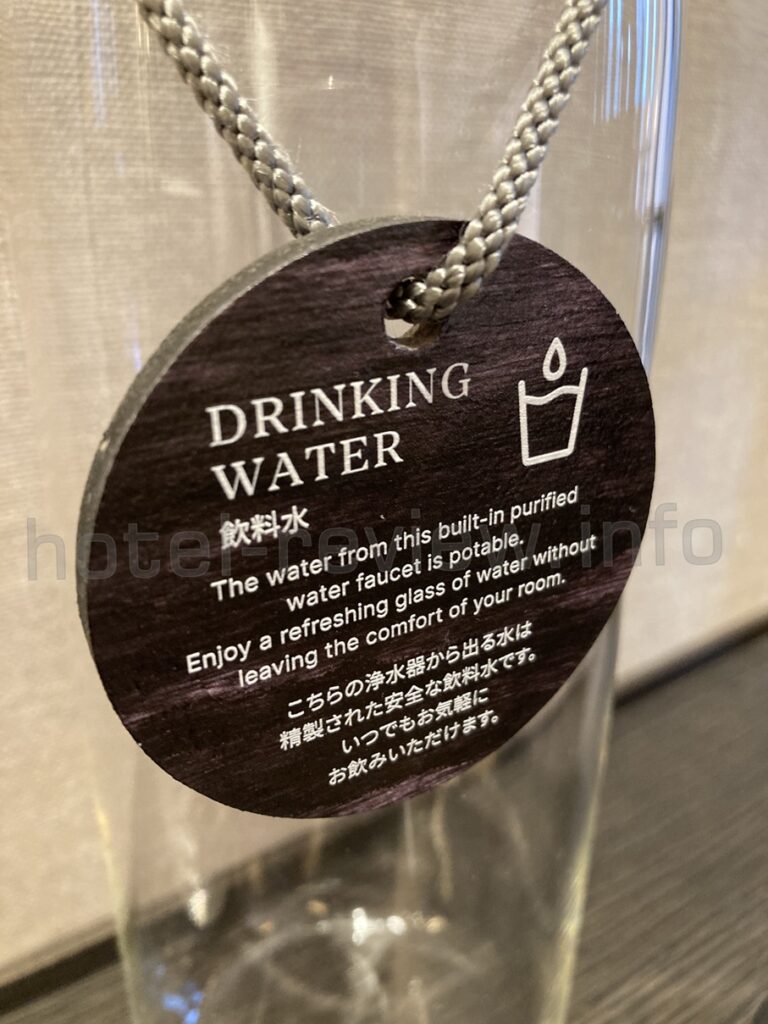 DRINKING
WATER
飲料水
The water from this built-in purified
water faucet is potable.
Enjoy a refreshing glass of water without
leaving the comfort of your room.
こちらの浄水器から出る水は
精製された安全な飲料水です。
いつでもお気軽に
お飲みいただけます。
hotel-review.info